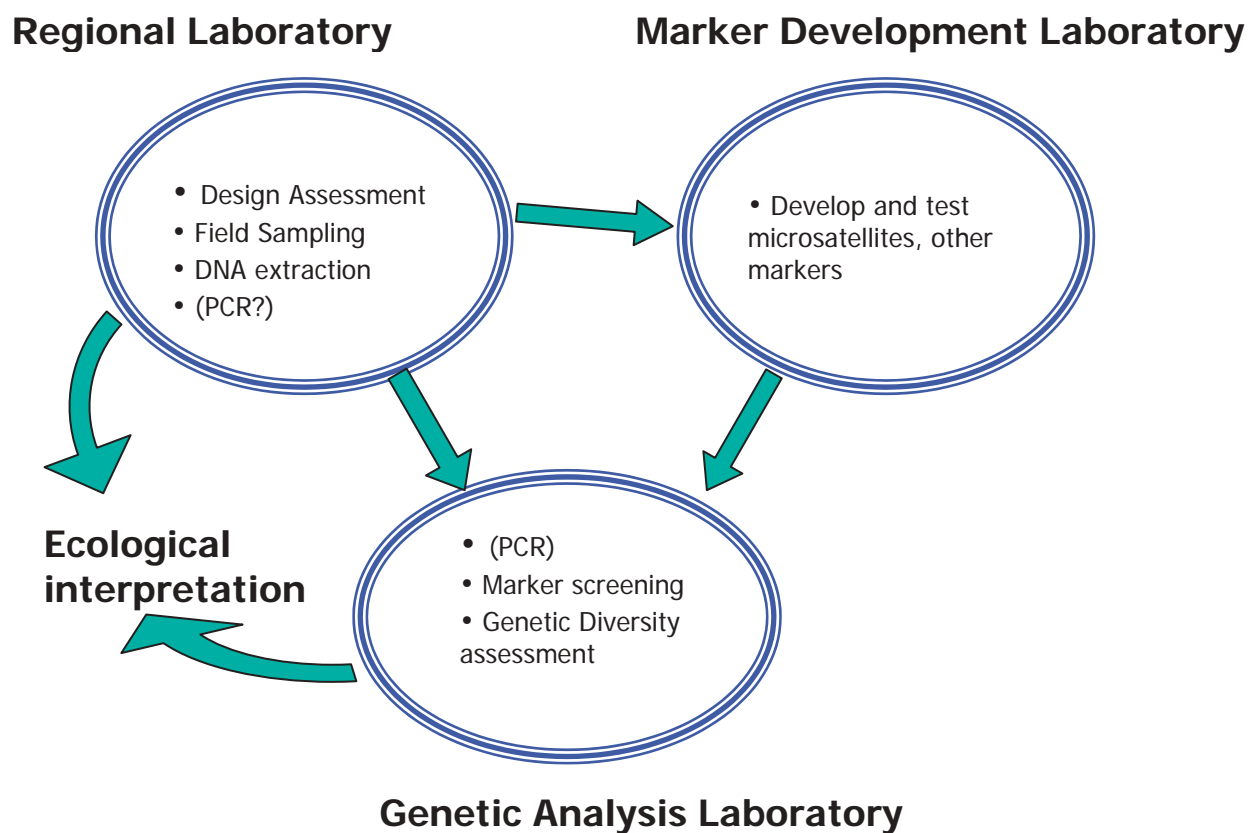 Regional Laboratory
Marker Development Laboratory
• Design Assessment
• Field Sampling
• DNA extraction
• (PCR?)
• Develop and test
microsatellites, other
markers
Ecological
interpretation
• (PCR)
• Marker screening
• Genetic Diversity
assessment
Genetic Analysis Laboratory